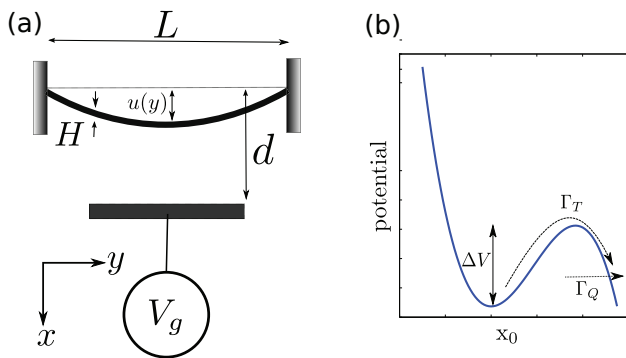 (a)
L
u(y)
H
d
y
x
V_g
(b)
potential
ΔV
Γ_T
Γ_Q
x_0